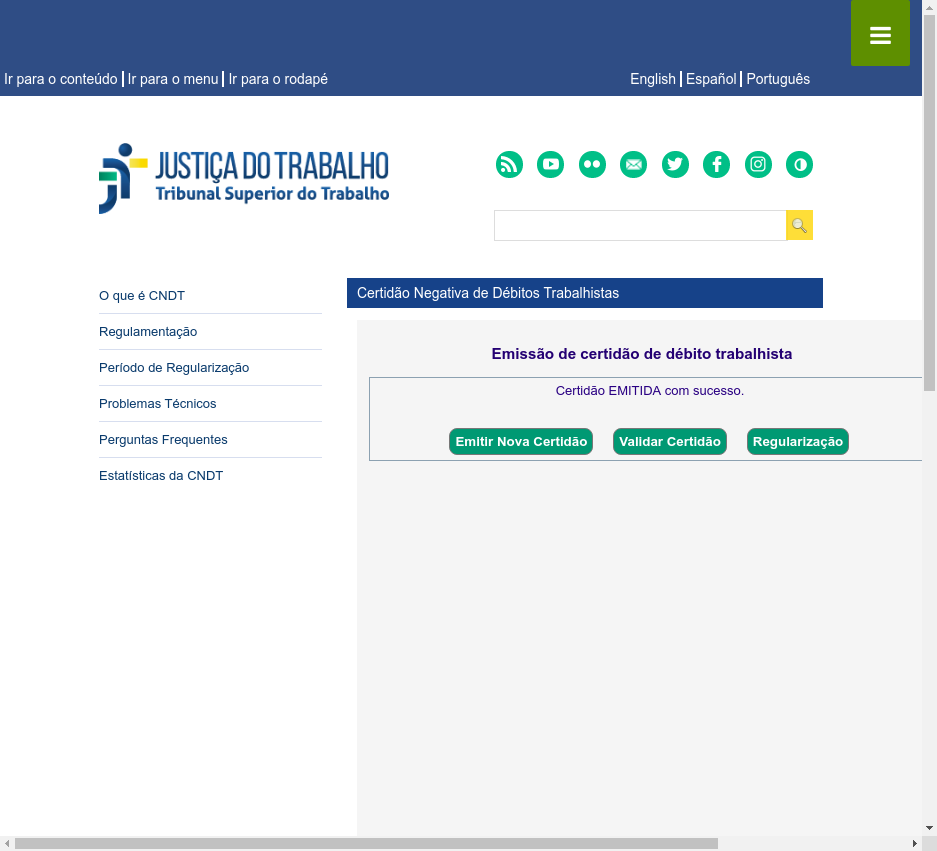 Ir para o conteúdo Ir para o menu Ir para o rodapé
English Español Português
JUSTIÇA DO TRABALHO
Tribunal Superior do Trabalho
O que é CNDT
Regulamentação
Período de Regularização
Problemas Técnicos
Perguntas Frequentes
Estatísticas da CNDT
Certidão Negativa de Débitos Trabalhistas
Emissão de certidão de débito trabalhista
Certidão EMITIDA com sucesso.
Emitir Nova Certidão Validar Certidão Regularização